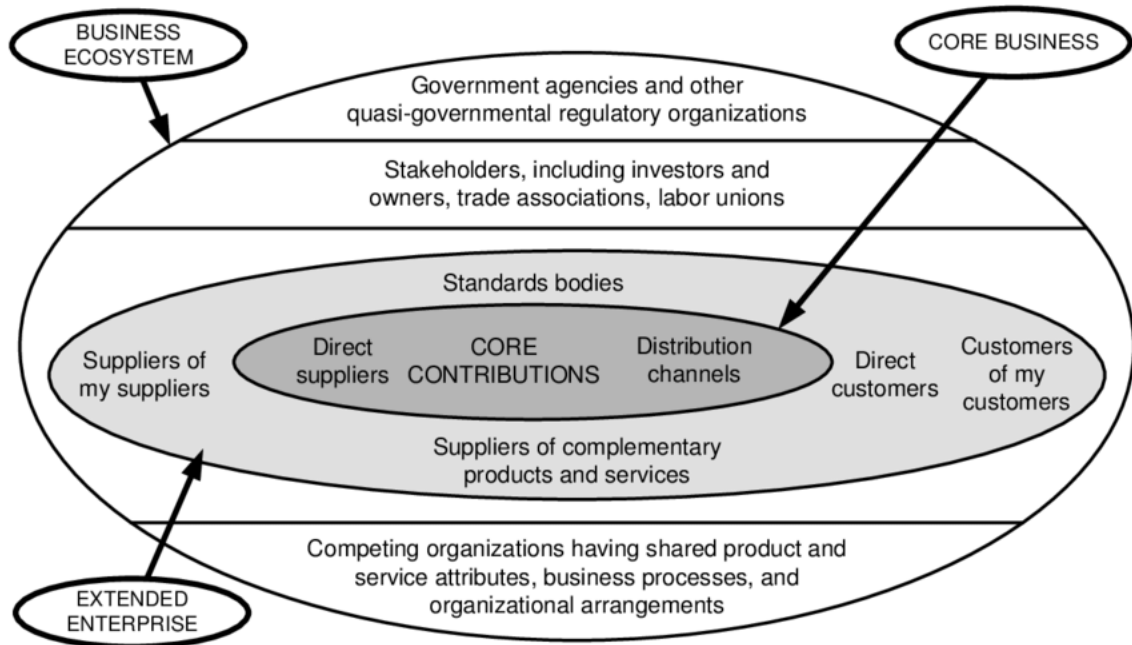 BUSINESS
ECOSYSTEM
CORE BUSINESS
Government agencies and other
quasi-governmental regulatory organizations
Stakeholders, including investors and
owners, trade associations, labor unions
Standards bodies
Suppliers of
my suppliers
Direct
suppliers
CORE
CONTRIBUTIONS
Distribution
channels
Direct
customers
Customers
of my
customers
Suppliers of complementary
products and services
Competing organizations having shared product and
service attributes, business processes, and
organizational arrangements
EXTENDED
ENTERPRISE